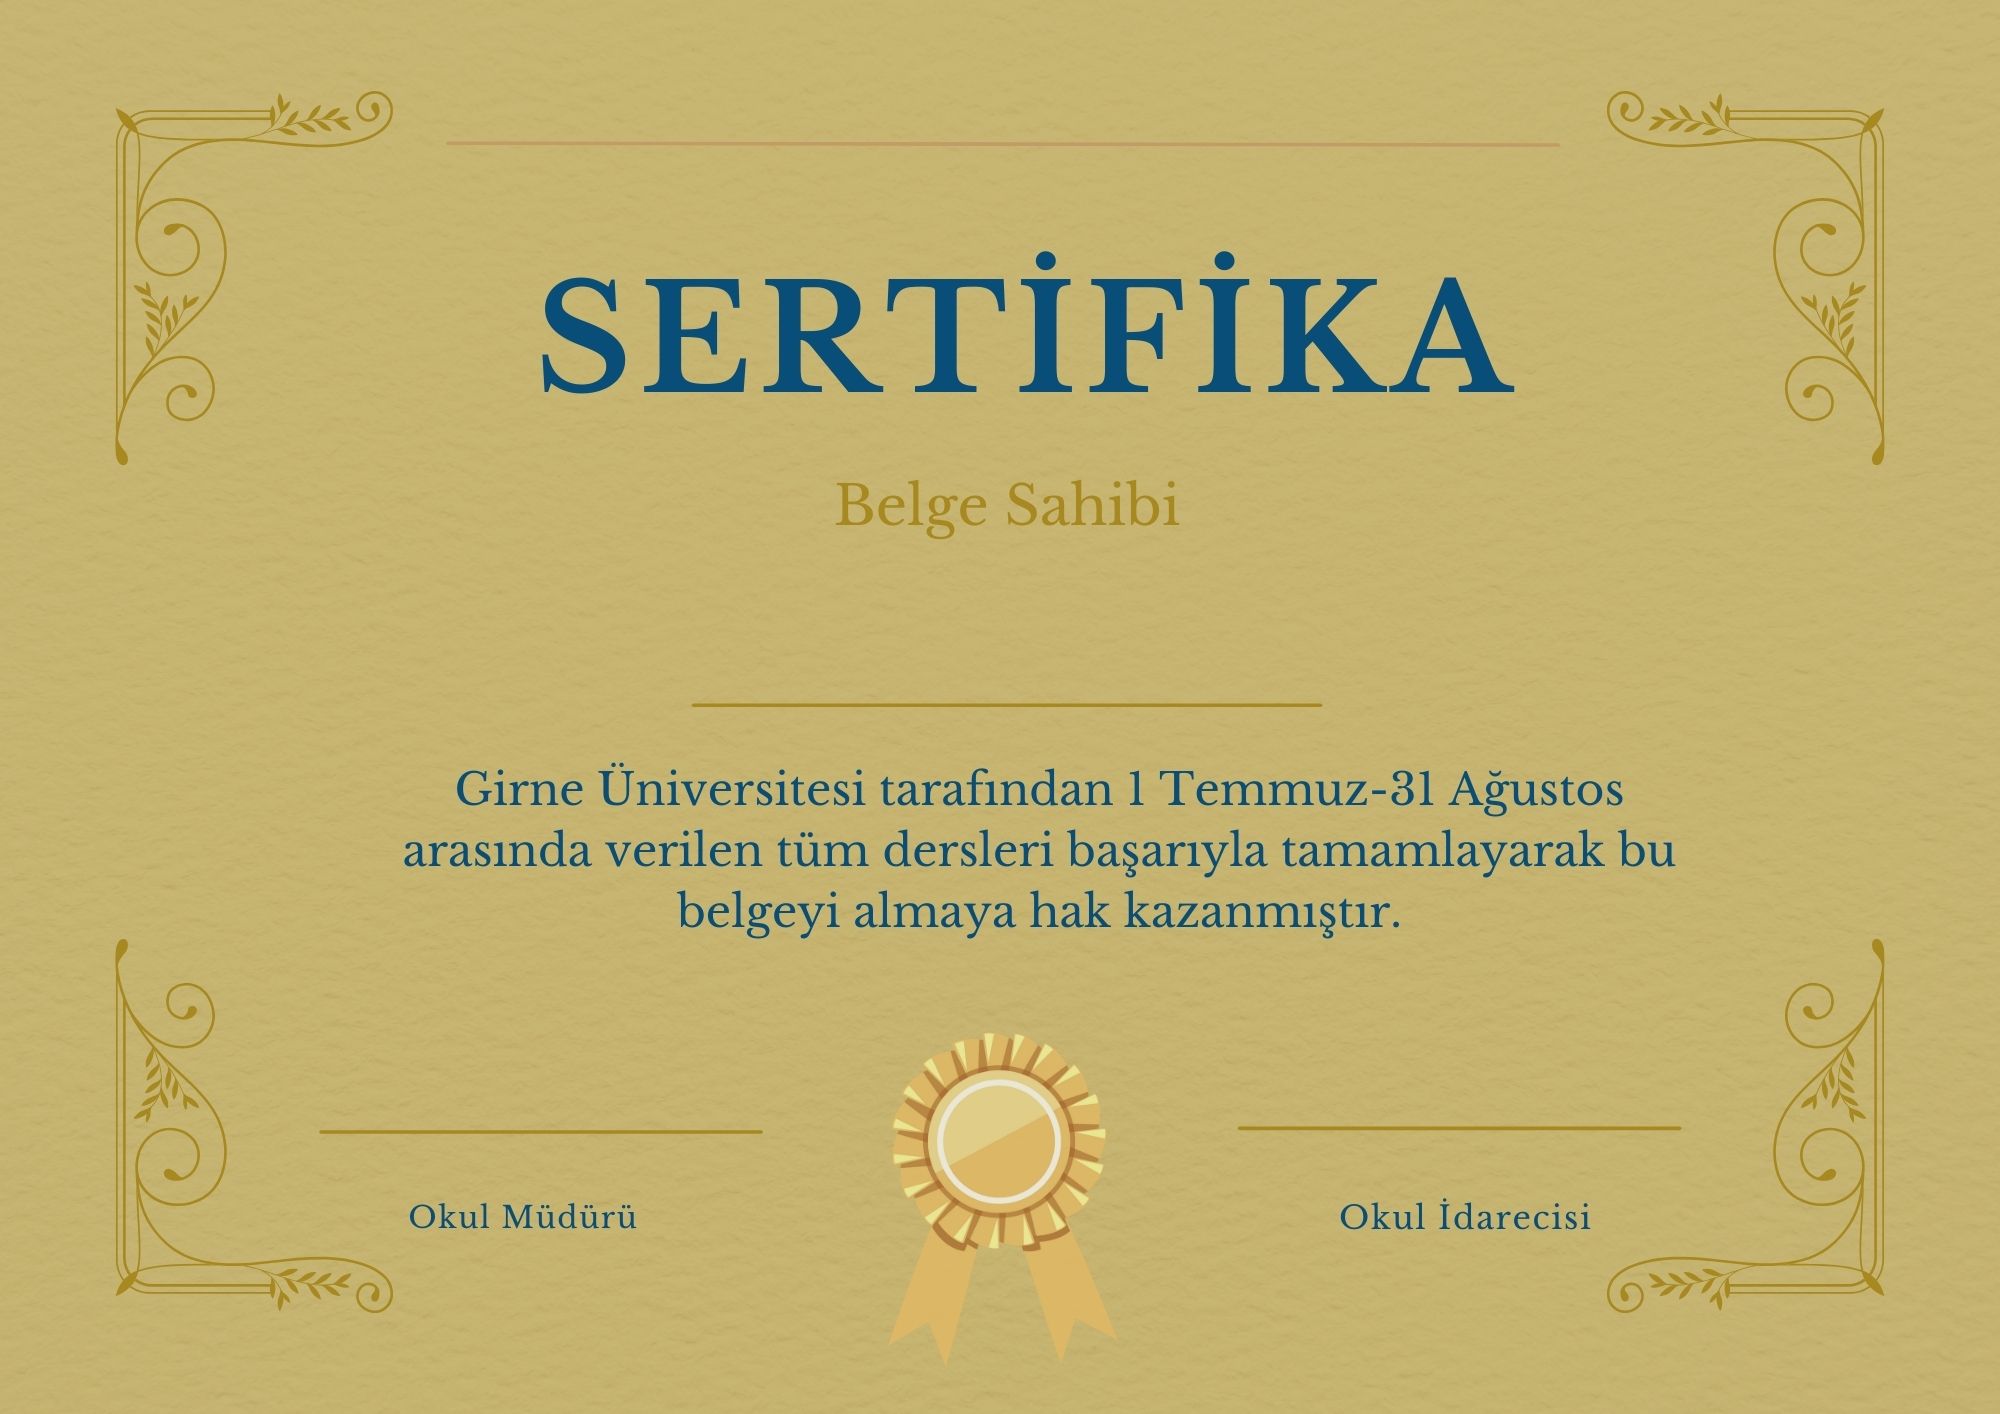 SERTİFİKA
Belge Sahibi
Girne Üniversitesi tarafından 1 Temmuz-31 Ağustos
arasında verilen tüm dersleri başarıyla tamamlayarak bu
belgeyi almaya hak kazanmıştır.
Okul Müdürü
Okul İdarecisi